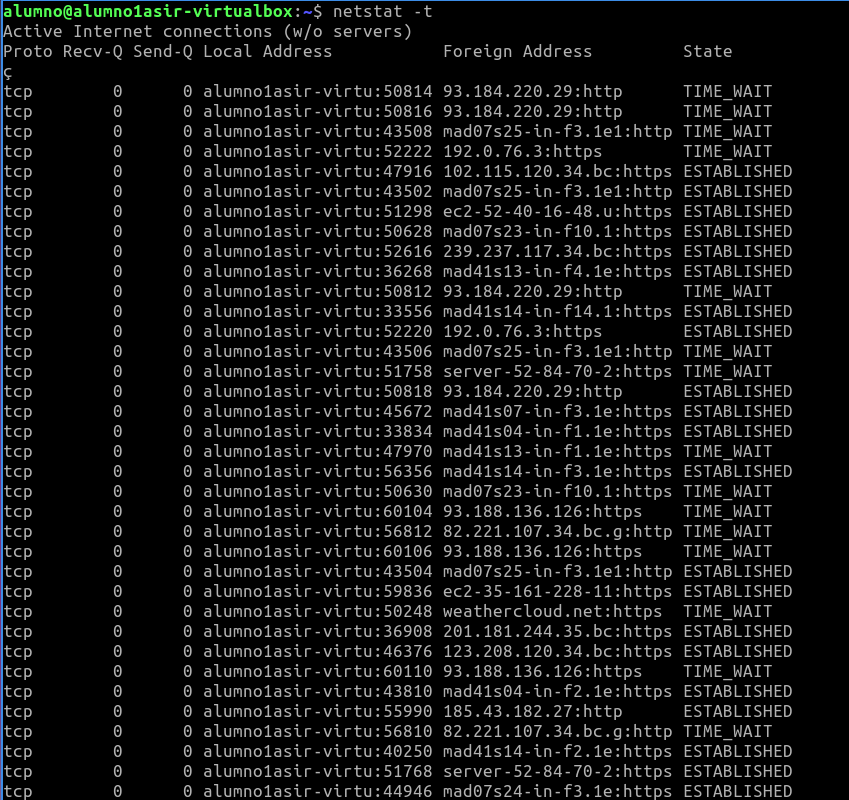 alumno@alumno1asir-virtualbox:~$ netstat -t
Active Internet connections (w/o servers)
Proto Recv-Q Send-Q Local Address           Foreign Address         State
ç
tcp        0      0 alumno1asir-virtu:50814 93.184.220.29:http      TIME_WAIT
tcp        0      0 alumno1asir-virtu:50816 93.184.220.29:http      TIME_WAIT
tcp        0      0 alumno1asir-virtu:43508 mad07s25-in-f3.1e1:http TIME_WAIT
tcp        0      0 alumno1asir-virtu:52222 192.0.76.3:https        TIME_WAIT
tcp        0      0 alumno1asir-virtu:47916 102.115.120.34.bc:https ESTABLISHED
tcp        0      0 alumno1asir-virtu:43502 mad07s25-in-f3.1e1:http ESTABLISHED
tcp        0      0 alumno1asir-virtu:51298 ec2-52-40-16-48.u:https ESTABLISHED
tcp        0      0 alumno1asir-virtu:50628 mad07s23-in-f10.1:https ESTABLISHED
tcp        0      0 alumno1asir-virtu:52616 239.237.117.34.bc:https ESTABLISHED
tcp        0      0 alumno1asir-virtu:36268 mad41s13-in-f4.1e:https ESTABLISHED
tcp        0      0 alumno1asir-virtu:50812 93.184.220.29:http      TIME_WAIT
tcp        0      0 alumno1asir-virtu:33556 mad41s14-in-f14.1:https ESTABLISHED
tcp        0      0 alumno1asir-virtu:52220 192.0.76.3:https        ESTABLISHED
tcp        0      0 alumno1asir-virtu:43506 mad07s25-in-f3.1e1:http TIME_WAIT
tcp        0      0 alumno1asir-virtu:51758 server-52-84-70-2:https TIME_WAIT
tcp        0      0 alumno1asir-virtu:50818 93.184.220.29:http      ESTABLISHED
tcp        0      0 alumno1asir-virtu:45672 mad41s07-in-f3.1e:https ESTABLISHED
tcp        0      0 alumno1asir-virtu:33834 mad41s04-in-f1.1e:https ESTABLISHED
tcp        0      0 alumno1asir-virtu:47970 mad41s13-in-f1.1e:https TIME_WAIT
tcp        0      0 alumno1asir-virtu:56356 mad41s14-in-f3.1e:https ESTABLISHED
tcp        0      0 alumno1asir-virtu:50630 mad07s23-in-f10.1:https TIME_WAIT
tcp        0      0 alumno1asir-virtu:60104 93.188.136.126:https    TIME_WAIT
tcp        0      0 alumno1asir-virtu:56812 82.221.107.34.bc.g:http TIME_WAIT
tcp        0      0 alumno1asir-virtu:60106 93.188.136.126:https    TIME_WAIT
tcp        0      0 alumno1asir-virtu:43504 mad07s25-in-f3.1e1:http ESTABLISHED
tcp        0      0 alumno1asir-virtu:59836 ec2-35-161-228-11:https ESTABLISHED
tcp        0      0 alumno1asir-virtu:50248 weathercloud.net:https  TIME_WAIT
tcp        0      0 alumno1asir-virtu:36908 201.181.244.35.bc:https ESTABLISHED
tcp        0      0 alumno1asir-virtu:46376 123.208.120.34.bc:https ESTABLISHED
tcp        0      0 alumno1asir-virtu:60110 93.188.136.126:https    TIME_WAIT
tcp        0      0 alumno1asir-virtu:43810 mad41s04-in-f2.1e:https ESTABLISHED
tcp        0      0 alumno1asir-virtu:55990 185.43.182.27:http      ESTABLISHED
tcp        0      0 alumno1asir-virtu:56810 82.221.107.34.bc.g:http TIME_WAIT
tcp        0      0 alumno1asir-virtu:40250 mad41s14-in-f2.1e:https ESTABLISHED
tcp        0      0 alumno1asir-virtu:51768 server-52-84-70-2:https ESTABLISHED
tcp        0      0 alumno1asir-virtu:44946 mad07s24-in-f3.1e:https ESTABLISHED